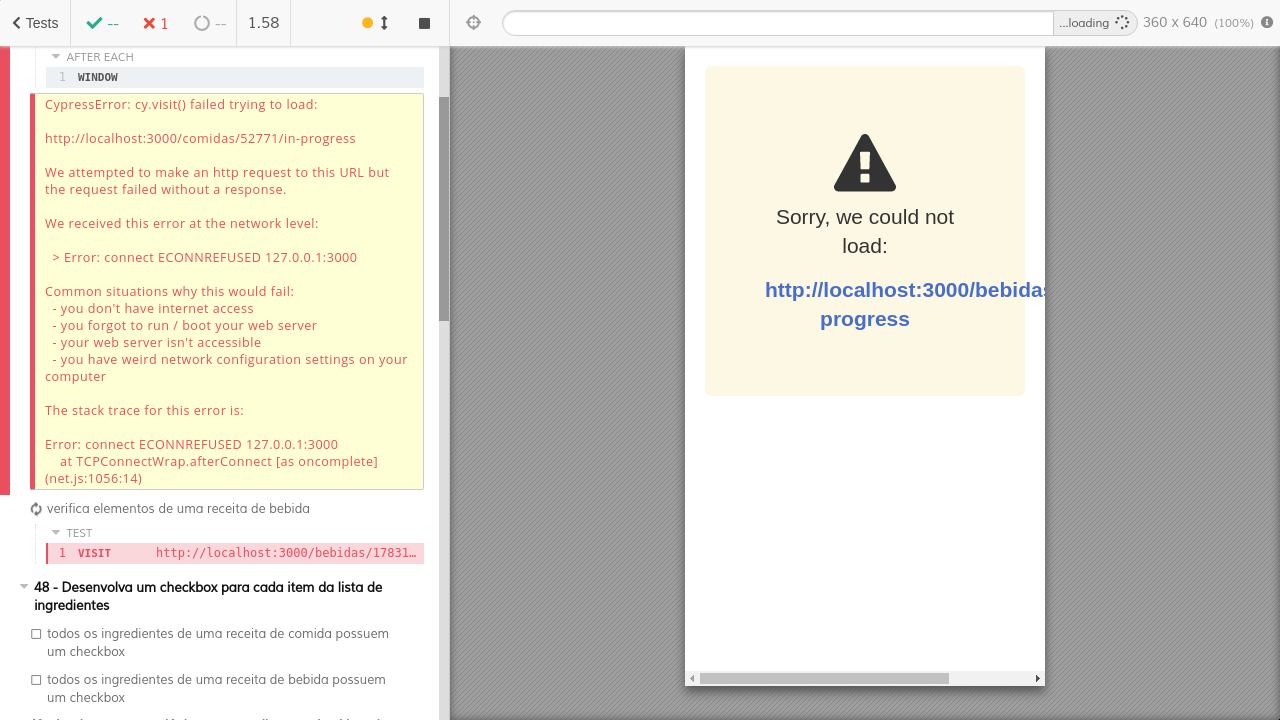 Tests
--
1
--
1.58
...loading
360 x 640 (100%)
AFTER EACH
1 WINDOW
CypressError: cy.visit() failed trying to load:
http://localhost:3000/comidas/52771/in-progress
We attempted to make an http request to this URL but
the request failed without a response.
We received this error at the network level:
> Error: connect ECONNREFUSED 127.0.0.1:3000
Common situations why this would fail:
- you don't have internet access
- you forgot to run / boot your web server
- your web server isn't accessible
- you have weird network configuration settings on your
computer
The stack trace for this error is:
Error: connect ECONNREFUSED 127.0.0.1:3000
at TCPConnectWrap.afterConnect [as oncomplete]
(net.js:1056:14)
verifica elementos de uma receita de bebida
TEST
1 VISIT http://localhost:3000/bebidas/17831…
48 - Desenvolva um checkbox para cada item da lista de
ingredientes
todos os ingredientes de uma receita de comida possuem
um checkbox
todos os ingredientes de uma receita de bebida possuem
um checkbox
Sorry, we could not
load:
http://localhost:3000/bebidas
progress